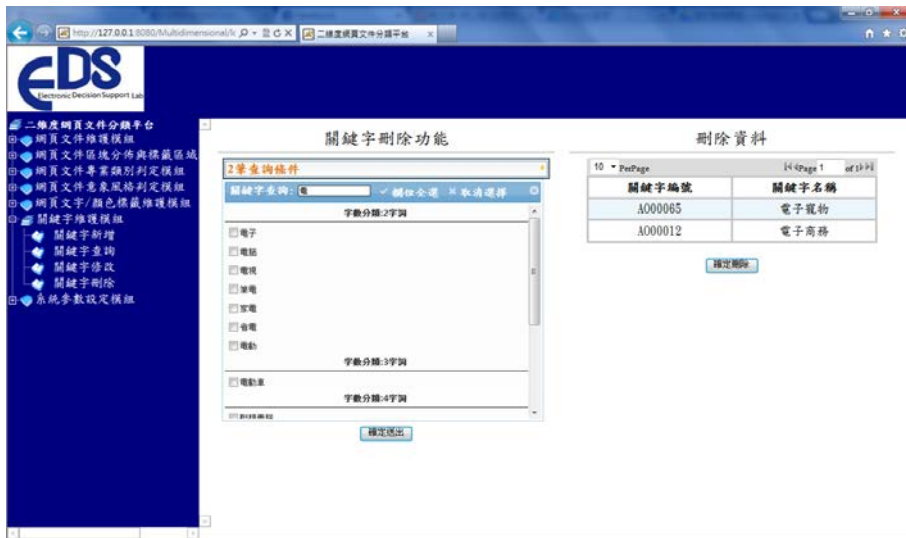 http://127.0.0.1:8080/Multidimensional/k
二維度網頁文件分類平台
EDS
Electronic Decision Support Lab
二維度網頁文件分類平台
網頁文件維護模組
網頁文件區塊分佈與標籤區域
網頁文件專業類別判定模組
網頁文件意象風格判定模組
網頁文字/顏色標籤維護模組
關鍵字維護模組
關鍵字新增
關鍵字查詢
關鍵字修改
關鍵字刪除
系統參數設定模組
關鍵字刪除功能
2筆查詢條件
關鍵字查詢: 電 欄位全選 取消選擇
字數分類:2字詞
電子
電腦
電視
筆電
家電
省電
電動
字數分類:3字詞
電動車
字數分類:4字詞
確定送出
刪除資料
10 PerPage Page 1 of 1
關鍵字編號 關鍵字名稱
A000065 電子寵物
A000012 電子商務
確定刪除